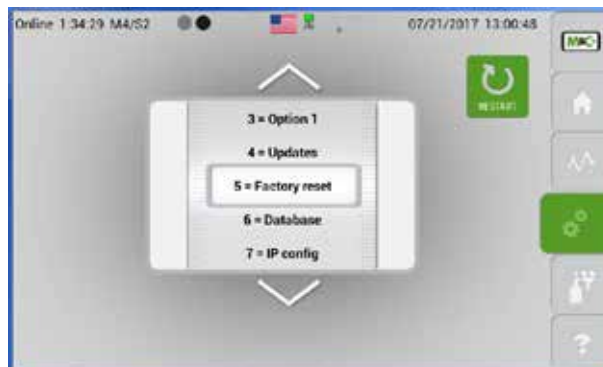 Online 1:34:29 M4/S2
07/21/2017 13:00:48
RESTART
3 = Option 1
4 = Updates
5 = Factory reset
6 = Database
7 = IP config
?